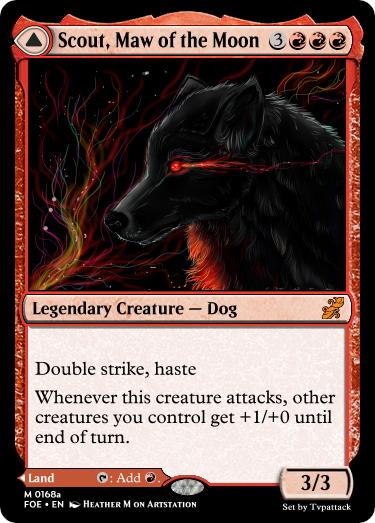 Scout, Maw of the Moon 3
Legendary Creature — Dog
Double strike, haste
Whenever this creature attacks, other
creatures you control get +1/+0 until
end of turn.
Land : Add .
3/3
M 0168a
FOE • EN Heather M on Artstation
Set by Tvpattack